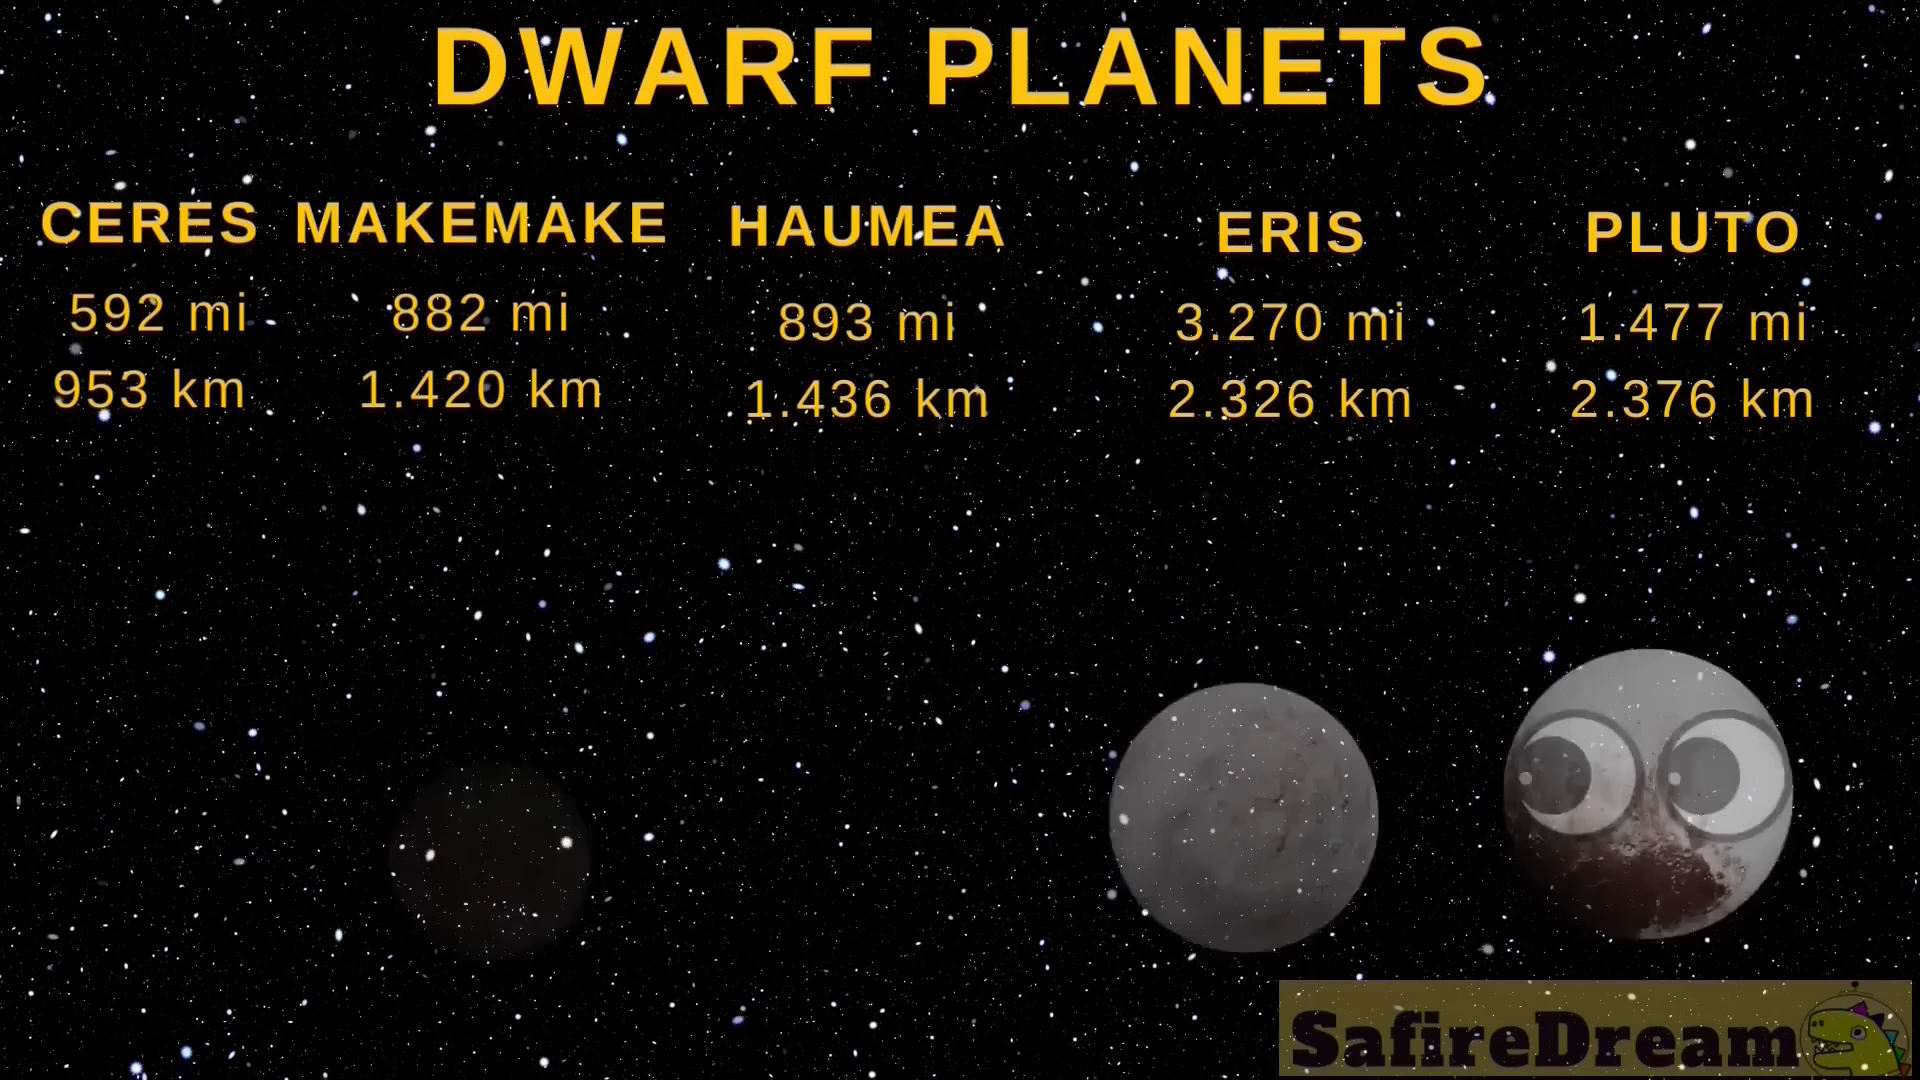 DWARF PLANETS
CERES MAKEMAKE HAUMEA ERIS PLUTO
592 mi 882 mi 893 mi 3.270 mi 1.477 mi
953 km 1.420 km 1.436 km 2.326 km 2.376 km
SafireDream